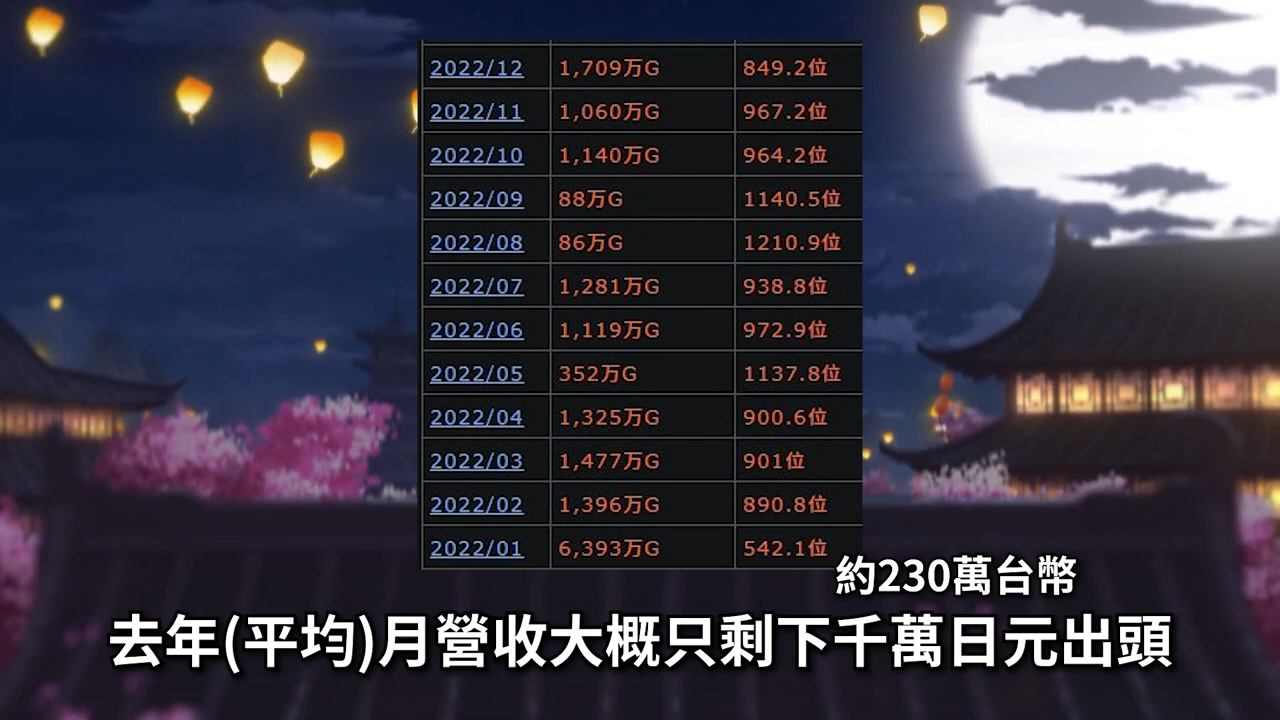 2022/12 1,709万G 849.2位
2022/11 1,060万G 967.2位
2022/10 1,140万G 964.2位
2022/09 88万G 1140.5位
2022/08 86万G 1210.9位
2022/07 1,281万G 938.8位
2022/06 1,119万G 972.9位
2022/05 352万G 1137.8位
2022/04 1,325万G 900.6位
2022/03 1,477万G 901位
2022/02 1,396万G 890.8位
2022/01 6,393万G 542.1位
約230萬台幣
去年(平均)月營收大概只剩下千萬日元出頭